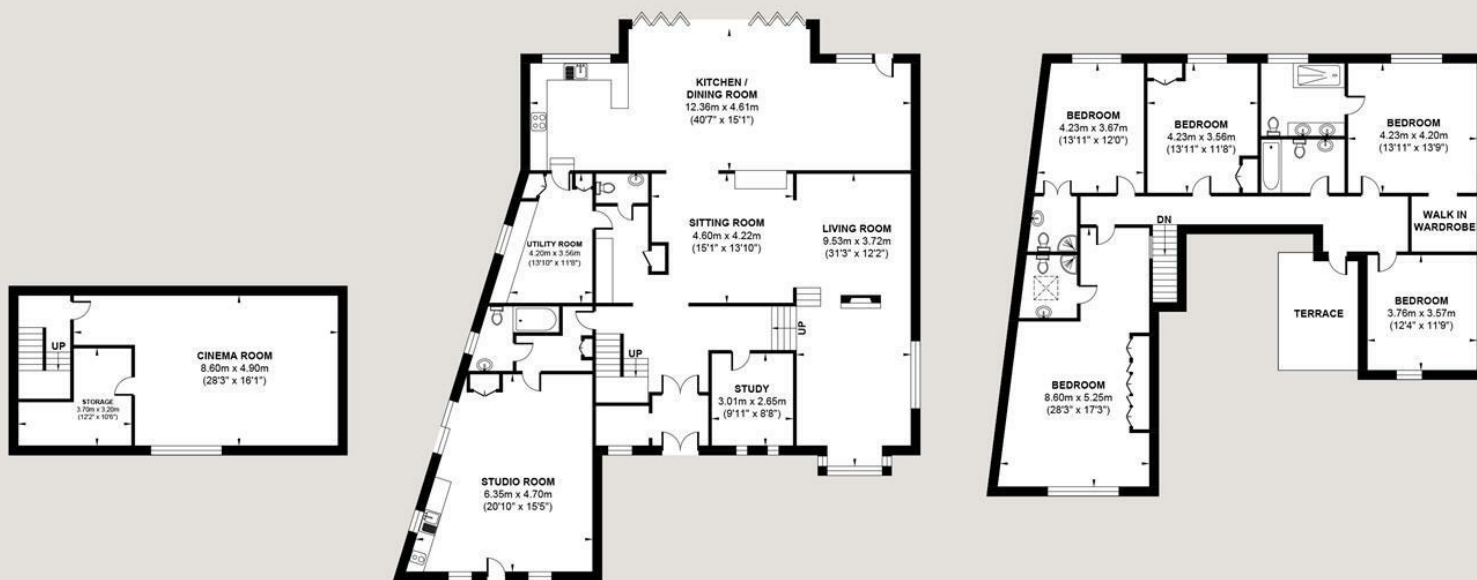 UP
CINEMA ROOM
8.60m x 4.90m
(28'3" x 16'1")
STORAGE
3.70m x 3.20m
(12'2" x 10'6")
KITCHEN /
DINING ROOM
12.36m x 4.61m
(40'7" x 15'1")
SITTING ROOM
4.60m x 4.22m
(15'1" x 13'10")
LIVING ROOM
9.53m x 3.72m
(31'3" x 12'2")
UTILITY ROOM
4.20m x 3.56m
(13'10" x 11'8")
UP
UP
STUDY
3.01m x 2.65m
(9'11" x 8'8")
STUDIO ROOM
6.35m x 4.70m
(20'10" x 15'5")
BEDROOM
4.23m x 3.67m
(13'11" x 12'0")
BEDROOM
4.23m x 3.56m
(13'11" x 11'8")
BEDROOM
4.23m x 4.20m
(13'11" x 13'9")
DN
WALK IN
WARDROBE
TERRACE
BEDROOM
3.76m x 3.57m
(12'4" x 11'9")
BEDROOM
8.60m x 5.25m
(28'3" x 17'3")